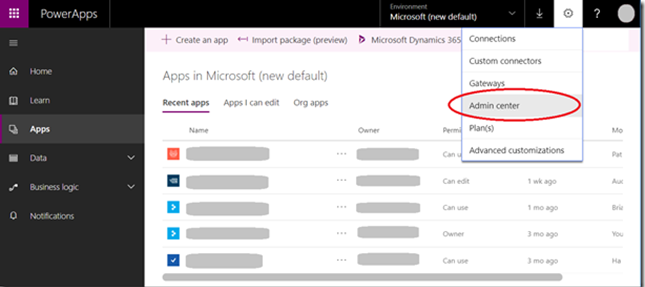 PowerApps
Environment
Microsoft (new default)
?
Create an app
Import package (preview)
Microsoft Dynamics 365
Connections
Custom connectors
Gateways
Admin center
Plan(s)
Advanced customizations
Home
Learn
Apps
Data
Business logic
Notifications
Apps in Microsoft (new default)
Recent apps Apps I can edit Org apps
Name Owner Permi Mo
... Can u Pat
... Can edit 1 wk ago Au
... Can use 1 mo ago Bria
... Owner 3 mo ago You
... Can use 1 mo ago Ha